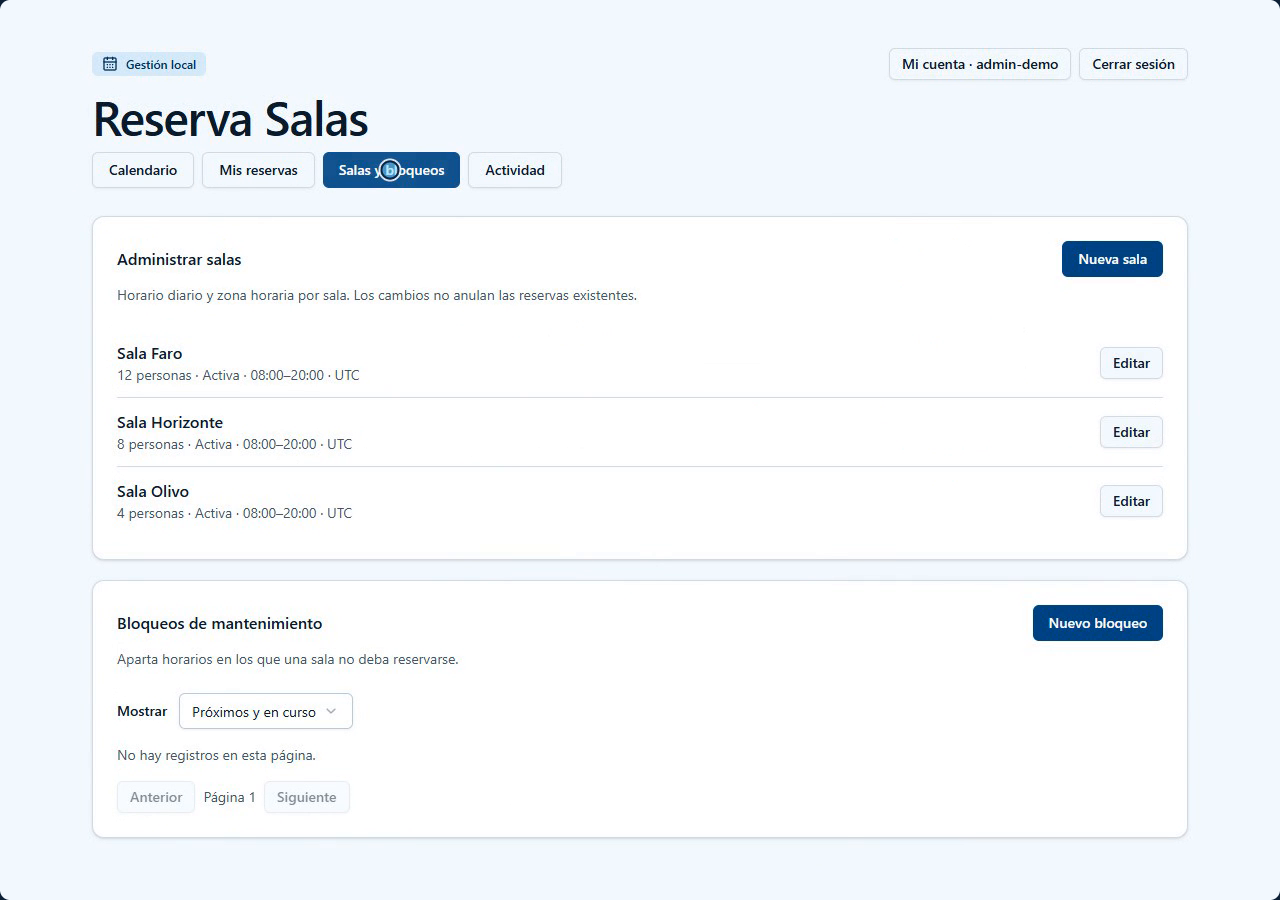 Gestión local
Mi cuenta · admin-demo
Cerrar sesión
Reserva Salas
Calendario
Mis reservas
Salas y bloqueos
Actividad
Administrar salas
Nueva sala
Horario diario y zona horaria por sala. Los cambios no anulan las reservas existentes.
Sala Faro
12 personas · Activa · 08:00–20:00 · UTC
Editar
Sala Horizonte
8 personas · Activa · 08:00–20:00 · UTC
Editar
Sala Olivo
4 personas · Activa · 08:00–20:00 · UTC
Editar
Bloqueos de mantenimiento
Nuevo bloqueo
Aparta horarios en los que una sala no deba reservarse.
Mostrar
Próximos y en curso
No hay registros en esta página.
Anterior
Página 1
Siguiente